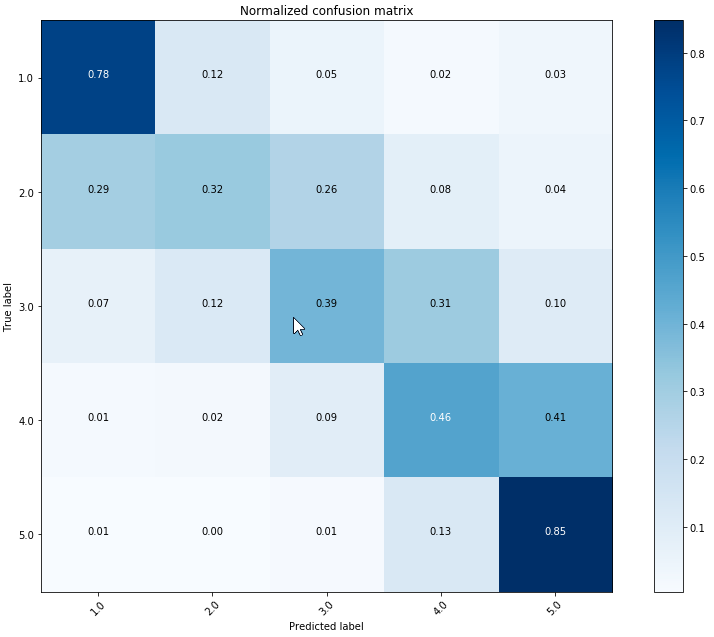 Normalized confusion matrix
1.0 0.78 0.12 0.05 0.02 0.03
2.0 0.29 0.32 0.26 0.08 0.04
3.0 0.07 0.12 0.39 0.31 0.10
4.0 0.01 0.02 0.09 0.46 0.41
5.0 0.01 0.00 0.01 0.13 0.85
1.0 2.0 3.0 4.0 5.0
True label
Predicted label
0.8
0.7
0.6
0.5
0.4
0.3
0.2
0.1